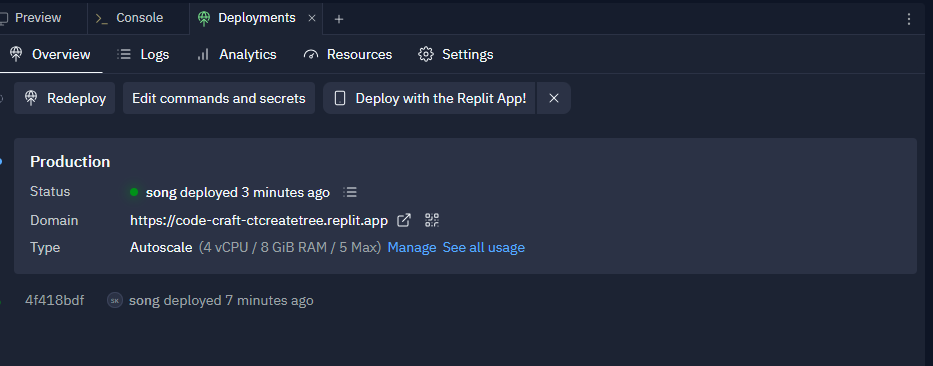 Preview Console Deployments
Overview Logs Analytics Resources Settings
Redeploy Edit commands and secrets Deploy with the Replit App!
Production
Status song deployed 3 minutes ago
Domain https://code-craft-ctcreatetree.replit.app
Type Autoscale (4 vCPU / 8 GiB RAM / 5 Max) Manage See all usage
4f418bdf SK song deployed 7 minutes ago